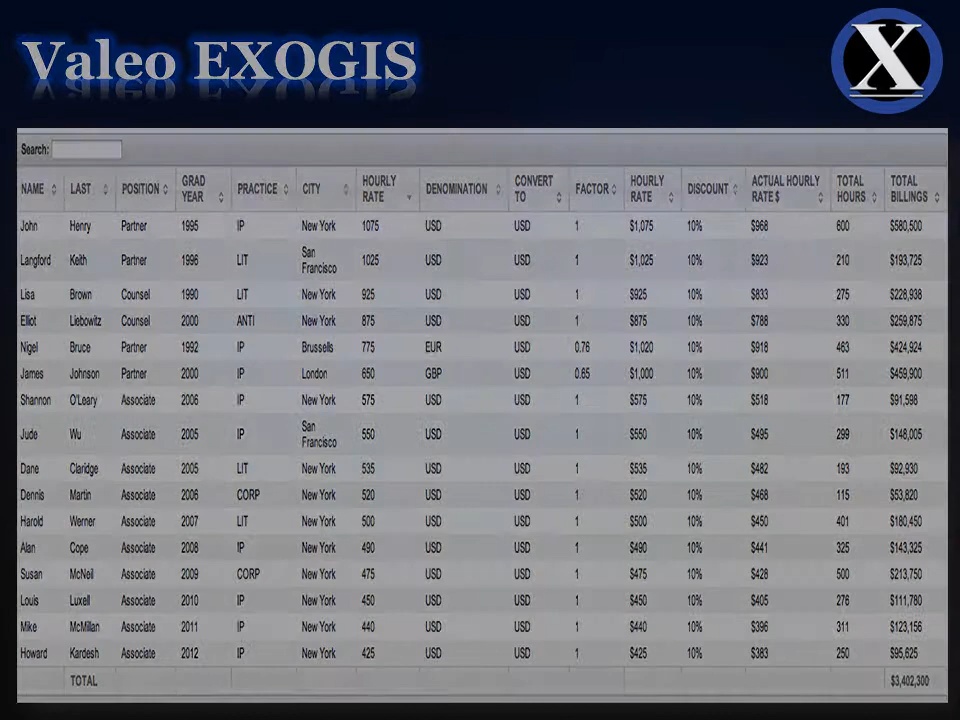 Valeo EXOGIS
X
Search:
NAME LAST POSITION GRAD YEAR PRACTICE CITY HOURLY RATE DENOMINATION CONVERT TO FACTOR HOURLY RATE DISCOUNT ACTUAL HOURLY RATE $ TOTAL HOURS TOTAL BILLINGS
John Henry Partner 1995 IP New York 1075 USD USD 1 $1,075 10% $968 600 $580,500
Langford Keith Partner 1996 LIT San Francisco 1025 USD USD 1 $1,025 10% $923 210 $193,725
Lisa Brown Counsel 1990 LIT New York 925 USD USD 1 $925 10% $833 275 $228,938
Elliot Liebowitz Counsel 2000 ANTI New York 875 USD USD 1 $875 10% $788 330 $259,875
Nigel Bruce Partner 1992 IP Brussells 775 EUR USD 0.76 $1,020 10% $918 463 $424,924
James Johnson Partner 2000 IP London 650 GBP USD 0.65 $1,000 10% $900 511 $459,900
Shannon O'Leary Associate 2006 IP New York 575 USD USD 1 $575 10% $518 177 $91,598
Jude Wu Associate 2005 IP San Francisco 550 USD USD 1 $550 10% $495 299 $148,005
Dane Claridge Associate 2005 LIT New York 535 USD USD 1 $535 10% $482 193 $92,930
Dennis Martin Associate 2006 CORP New York 520 USD USD 1 $520 10% $468 115 $53,820
Harold Werner Associate 2007 LIT New York 500 USD USD 1 $500 10% $450 401 $180,450
Alan Cope Associate 2008 IP New York 490 USD USD 1 $490 10% $441 325 $143,325
Susan McNeil Associate 2009 CORP New York 475 USD USD 1 $475 10% $428 500 $213,750
Louis Luxell Associate 2010 IP New York 450 USD USD 1 $450 10% $405 276 $111,780
Mike McMillan Associate 2011 IP New York 440 USD USD 1 $440 10% $396 311 $123,156
Howard Kardesh Associate 2012 IP New York 425 USD USD 1 $425 10% $383 250 $95,625
TOTAL $3,402,300